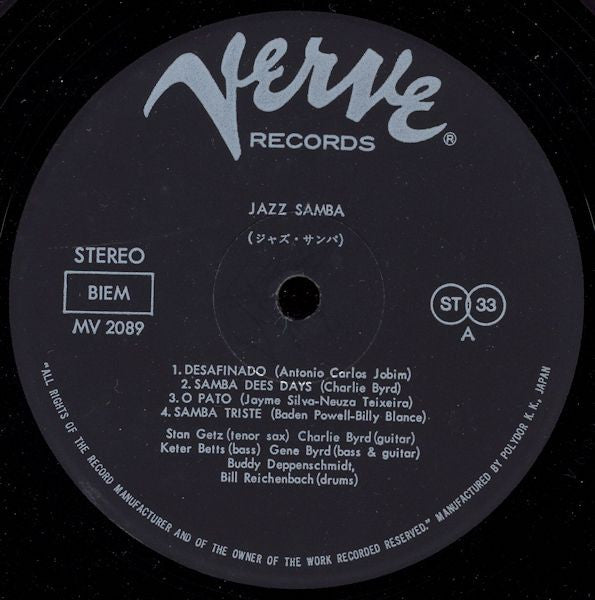 Verve
RECORDS ®
JAZZ SAMBA
(ジャズ・サンバ)
STEREO
BIEM
MV 2089
ST 33
A
1. DESAFINADO (Antonio Carlos Jobim)
2. SAMBA DEES DAYS (Charlie Byrd)
3. O PATO (Jayme Silva-Neuza Teixeira)
4. SAMBA TRISTE (Baden Powell-Billy Blance)
Stan Getz (tenor sax) Charlie Byrd (guitar)
Keter Betts (bass) Gene Byrd (bass & guitar)
Buddy Deppenschmidt,
Bill Reichenbach (drums)
"ALL RIGHTS OF THE RECORD MANUFACTURER AND OF THE OWNER OF THE WORK RECORDED RESERVED." MANUFACTURED BY POLYDOR K. K., JAPAN